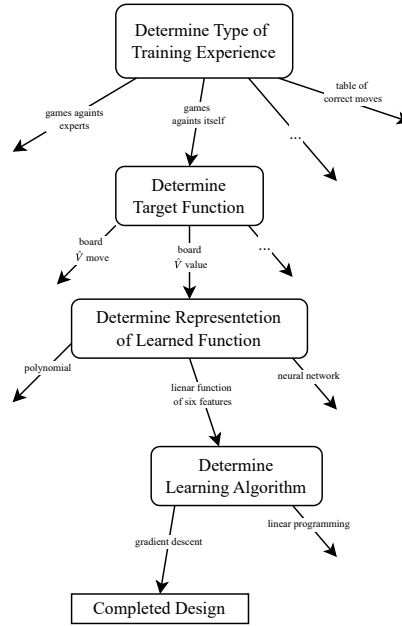 Determine Type of
Training Experience
games againts
experts
games
againts itself
...
table of
correct moves
Determine
Target Function
board
V̂ move
board
V̂ value
...
Determine Representetion
of Learned Function
polynomial
lienar function
of six features
neural network
Determine
Learning Algorithm
gradient descent
linear programming
Completed Design